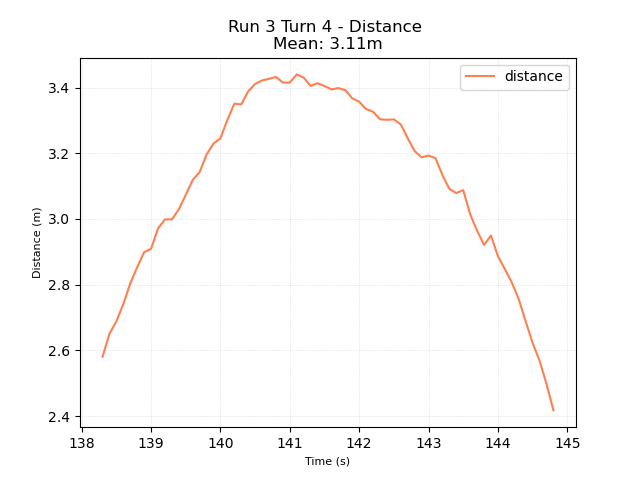 Run 3 Turn 4 - Distance
Mean: 3.11m
distance
3.4
3.2
3.0
2.8
2.6
2.4
Distance (m)
138 139 140 141 142 143 144 145
Time (s)